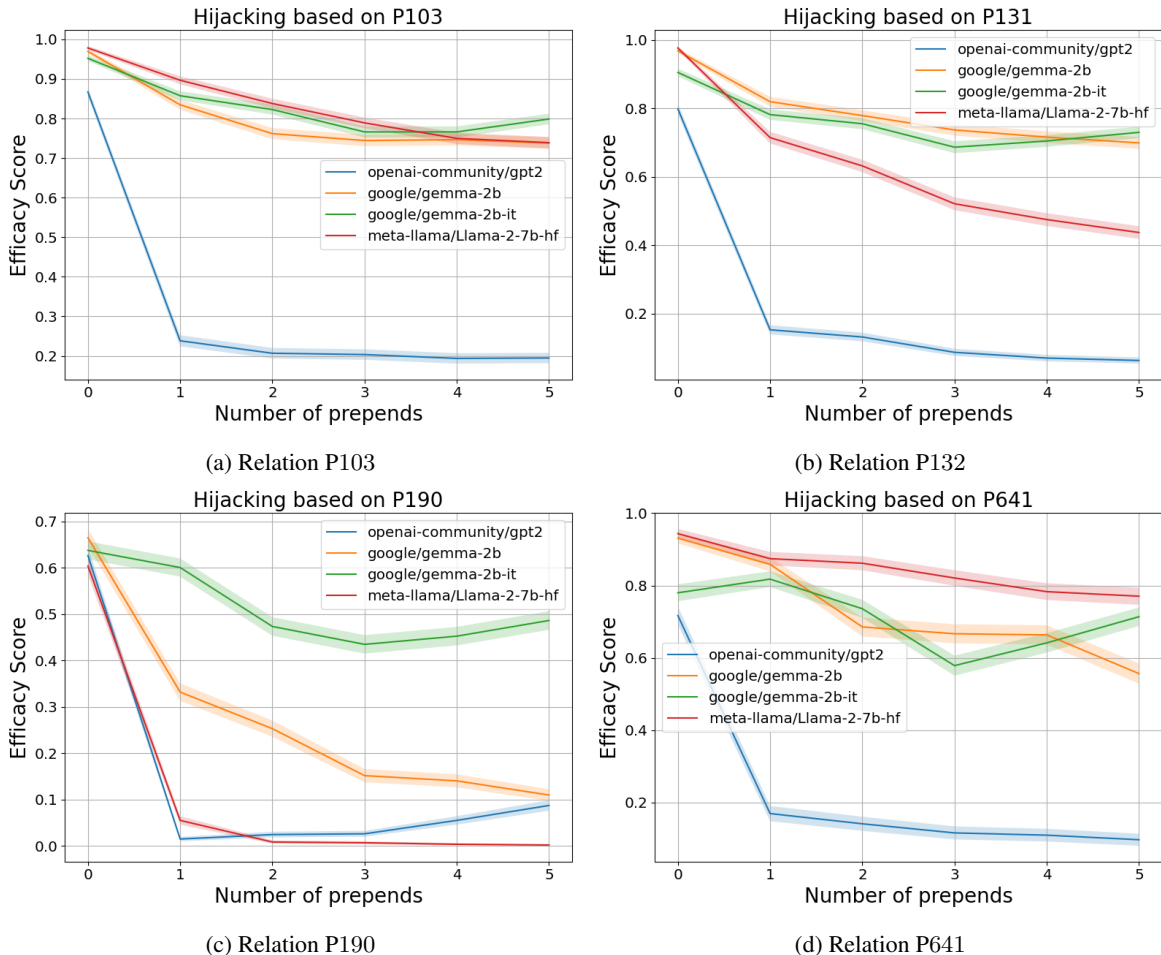 Hijacking based on P103
Efficacy Score
1.0
0.9
0.8
0.7
0.6
0.5
0.4
0.3
0.2
openai-community/gpt2
google/gemma-2b
google/gemma-2b-it
meta-llama/Llama-2-7b-hf
0 1 2 3 4 5
Number of prepends
(a) Relation P103
Hijacking based on P131
Efficacy Score
1.0
0.8
0.6
0.4
0.2
openai-community/gpt2
google/gemma-2b
google/gemma-2b-it
meta-llama/Llama-2-7b-hf
0 1 2 3 4 5
Number of prepends
(b) Relation P132
Hijacking based on P190
Efficacy Score
0.7
0.6
0.5
0.4
0.3
0.2
0.1
0.0
openai-community/gpt2
google/gemma-2b
google/gemma-2b-it
meta-llama/Llama-2-7b-hf
0 1 2 3 4 5
Number of prepends
(c) Relation P190
Hijacking based on P641
Efficacy Score
1.0
0.8
0.6
0.4
0.2
openai-community/gpt2
google/gemma-2b
google/gemma-2b-it
meta-llama/Llama-2-7b-hf
0 1 2 3 4 5
Number of prepends
(d) Relation P641